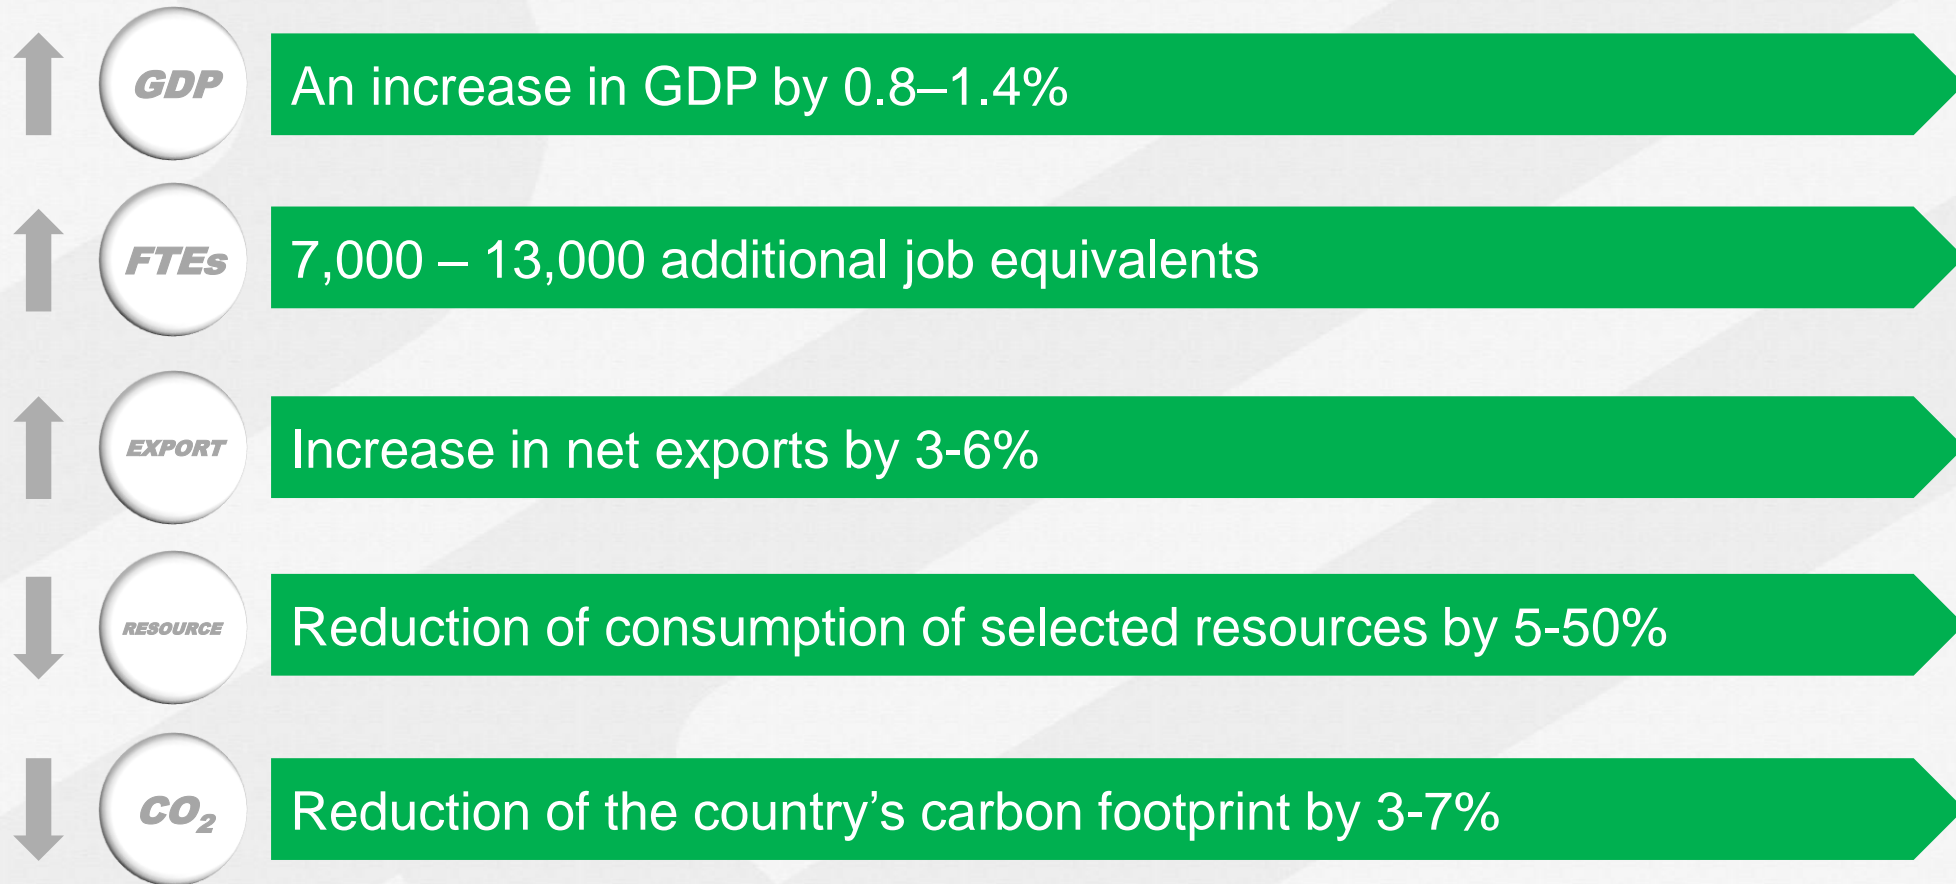 GDP
An increase in GDP by 0.8–1.4%
FTEs
7,000 – 13,000 additional job equivalents
EXPORT
Increase in net exports by 3-6%
RESOURCE
Reduction of consumption of selected resources by 5-50%
CO₂
Reduction of the country’s carbon footprint by 3-7%